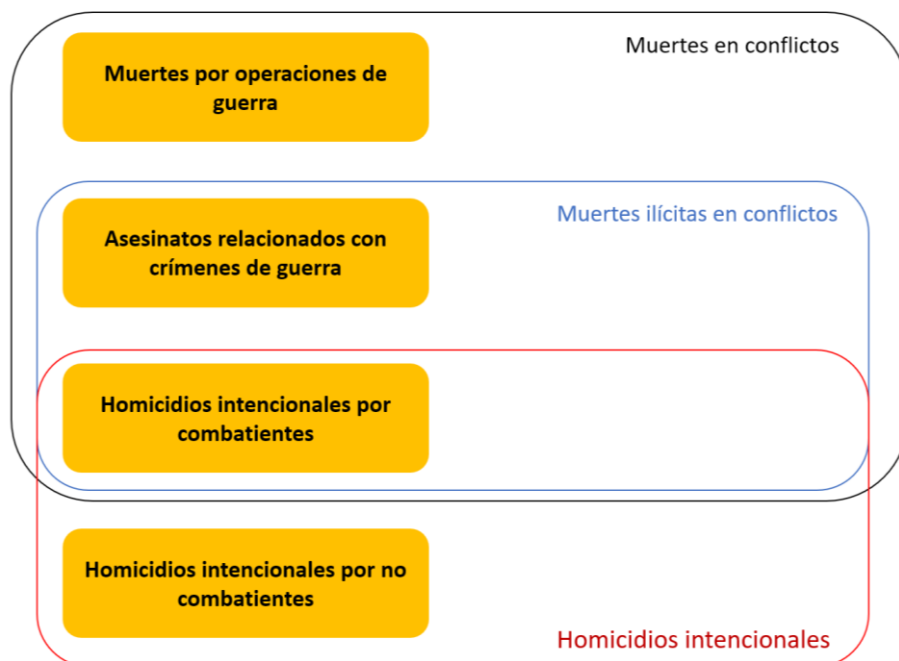 Muertes en conflictos
Muertes por operaciones de
guerra
Muertes ilícitas en conflictos
Asesinatos relacionados con
crímenes de guerra
Homicidios intencionales por
combatientes
Homicidios intencionales por no
combatientes
Homicidios intencionales